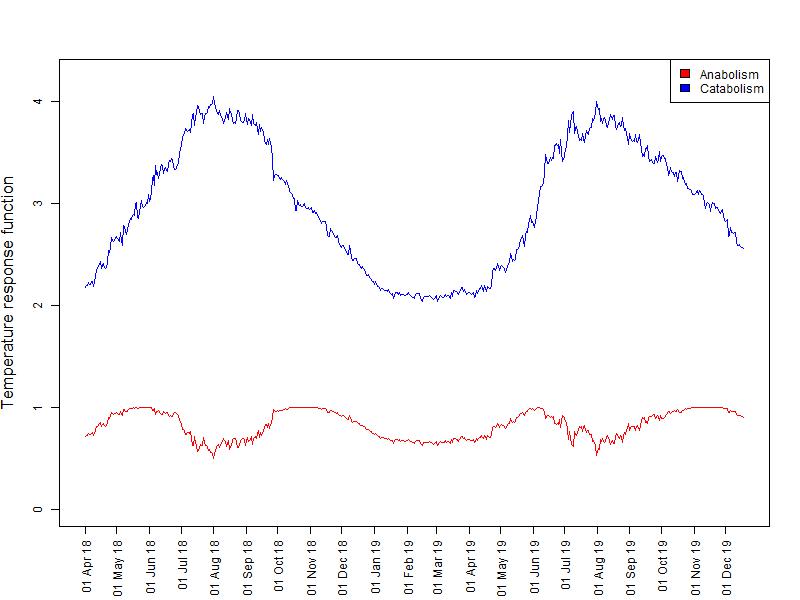 Anabolism
Catabolism
Temperature response function
4
3
2
1
0
01 Apr 18
01 May 18
01 Jun 18
01 Jul 18
01 Aug 18
01 Sep 18
01 Oct 18
01 Nov 18
01 Dec 18
01 Jan 19
01 Feb 19
01 Mar 19
01 Apr 19
01 May 19
01 Jun 19
01 Jul 19
01 Aug 19
01 Sep 19
01 Oct 19
01 Nov 19
01 Dec 19